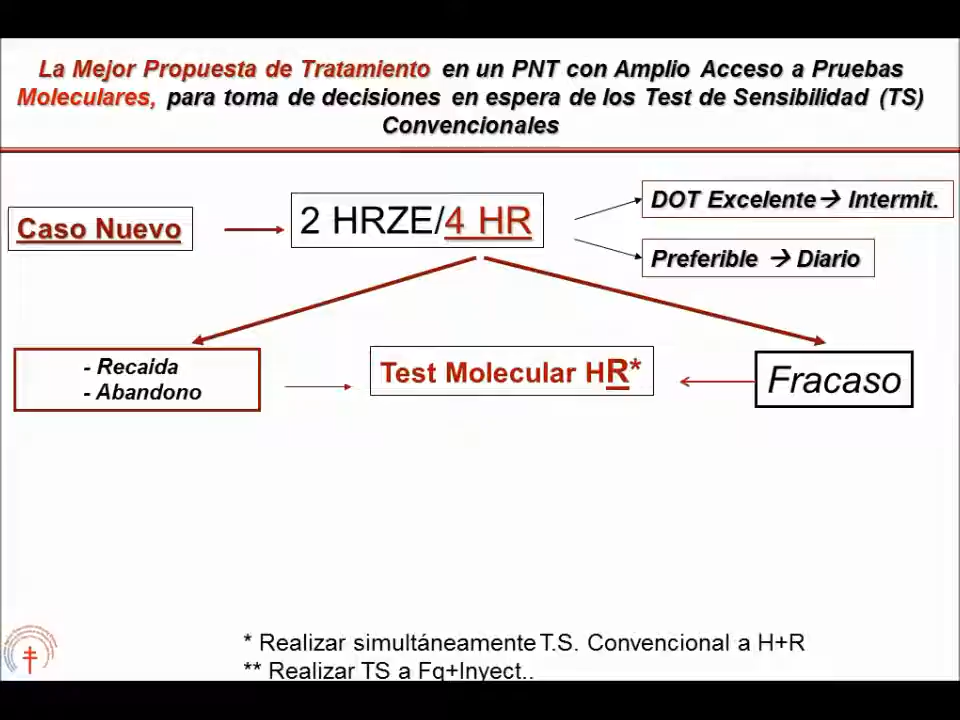 La Mejor Propuesta de Tratamiento en un PNT con Amplio Acceso a Pruebas
Moleculares, para toma de decisiones en espera de los Test de Sensibilidad (TS)
Convencionales
Caso Nuevo
2 HRZE/4 HR
DOT Excelente→ Intermit.
Preferible → Diario
- Recaida
- Abandono
Test Molecular HR*
Fracaso
* Realizar simultáneamente T.S. Convencional a H+R
** Realizar TS a Fq+Inyect..